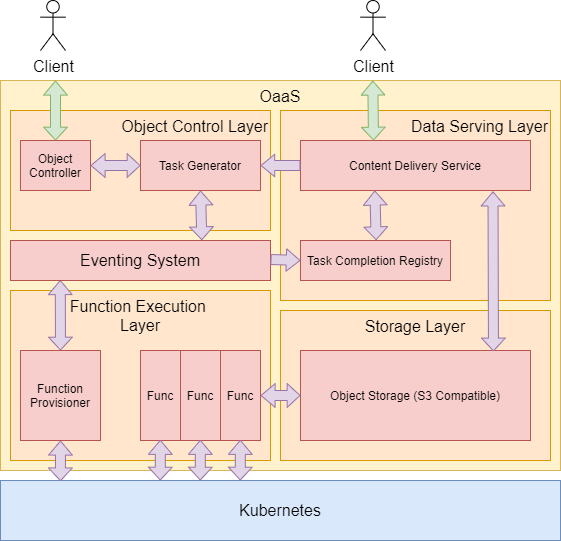 Client
Client
OaaS
Object Control Layer
Data Serving Layer
Object
Controller
Task Generator
Content Delivery Service
Eventing System
Task Completion Registry
Function Execution
Layer
Storage Layer
Function
Provisioner
Func
Func
Func
Object Storage (S3 Compatible)
Kubernetes